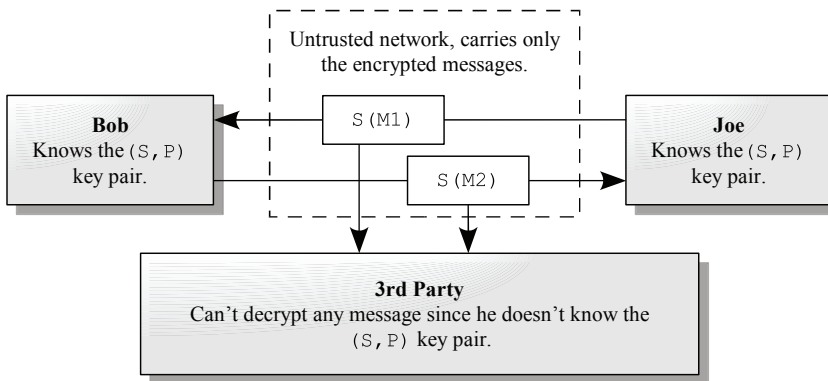 Untrusted network, carries only
the encrypted messages.
Bob
Knows the (S,P)
key pair.
S(M1)
Joe
Knows the (S,P)
key pair.
S(M2)
3rd Party
Can't decrypt any message since he doesn't know the
(S,P) key pair.